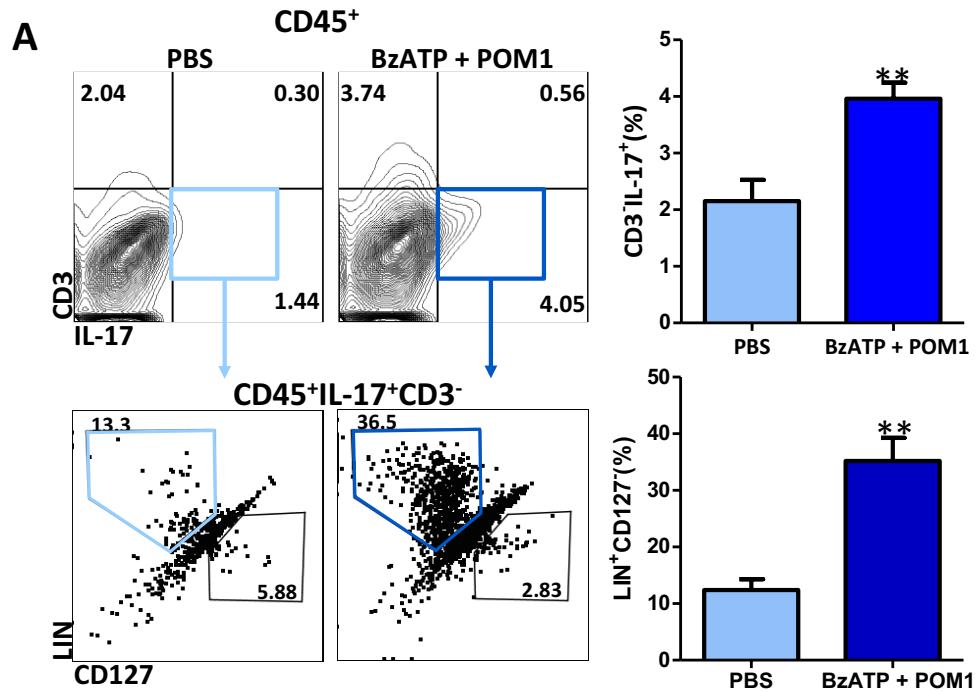 A
CD45⁺
PBS
BzATP + POM1
2.04
0.30
3.74
0.56
1.44
4.05
CD3
IL-17
CD45⁺IL-17⁺CD3⁻
13.3
36.5
5.88
2.83
LIN
CD127
5
4
3
2
1
0
**
CD3⁻IL-17⁺(%)
PBS
BzATP + POM1
50
40
30
20
10
0
**
LIN⁺CD127⁻(%)
PBS
BzATP + POM1